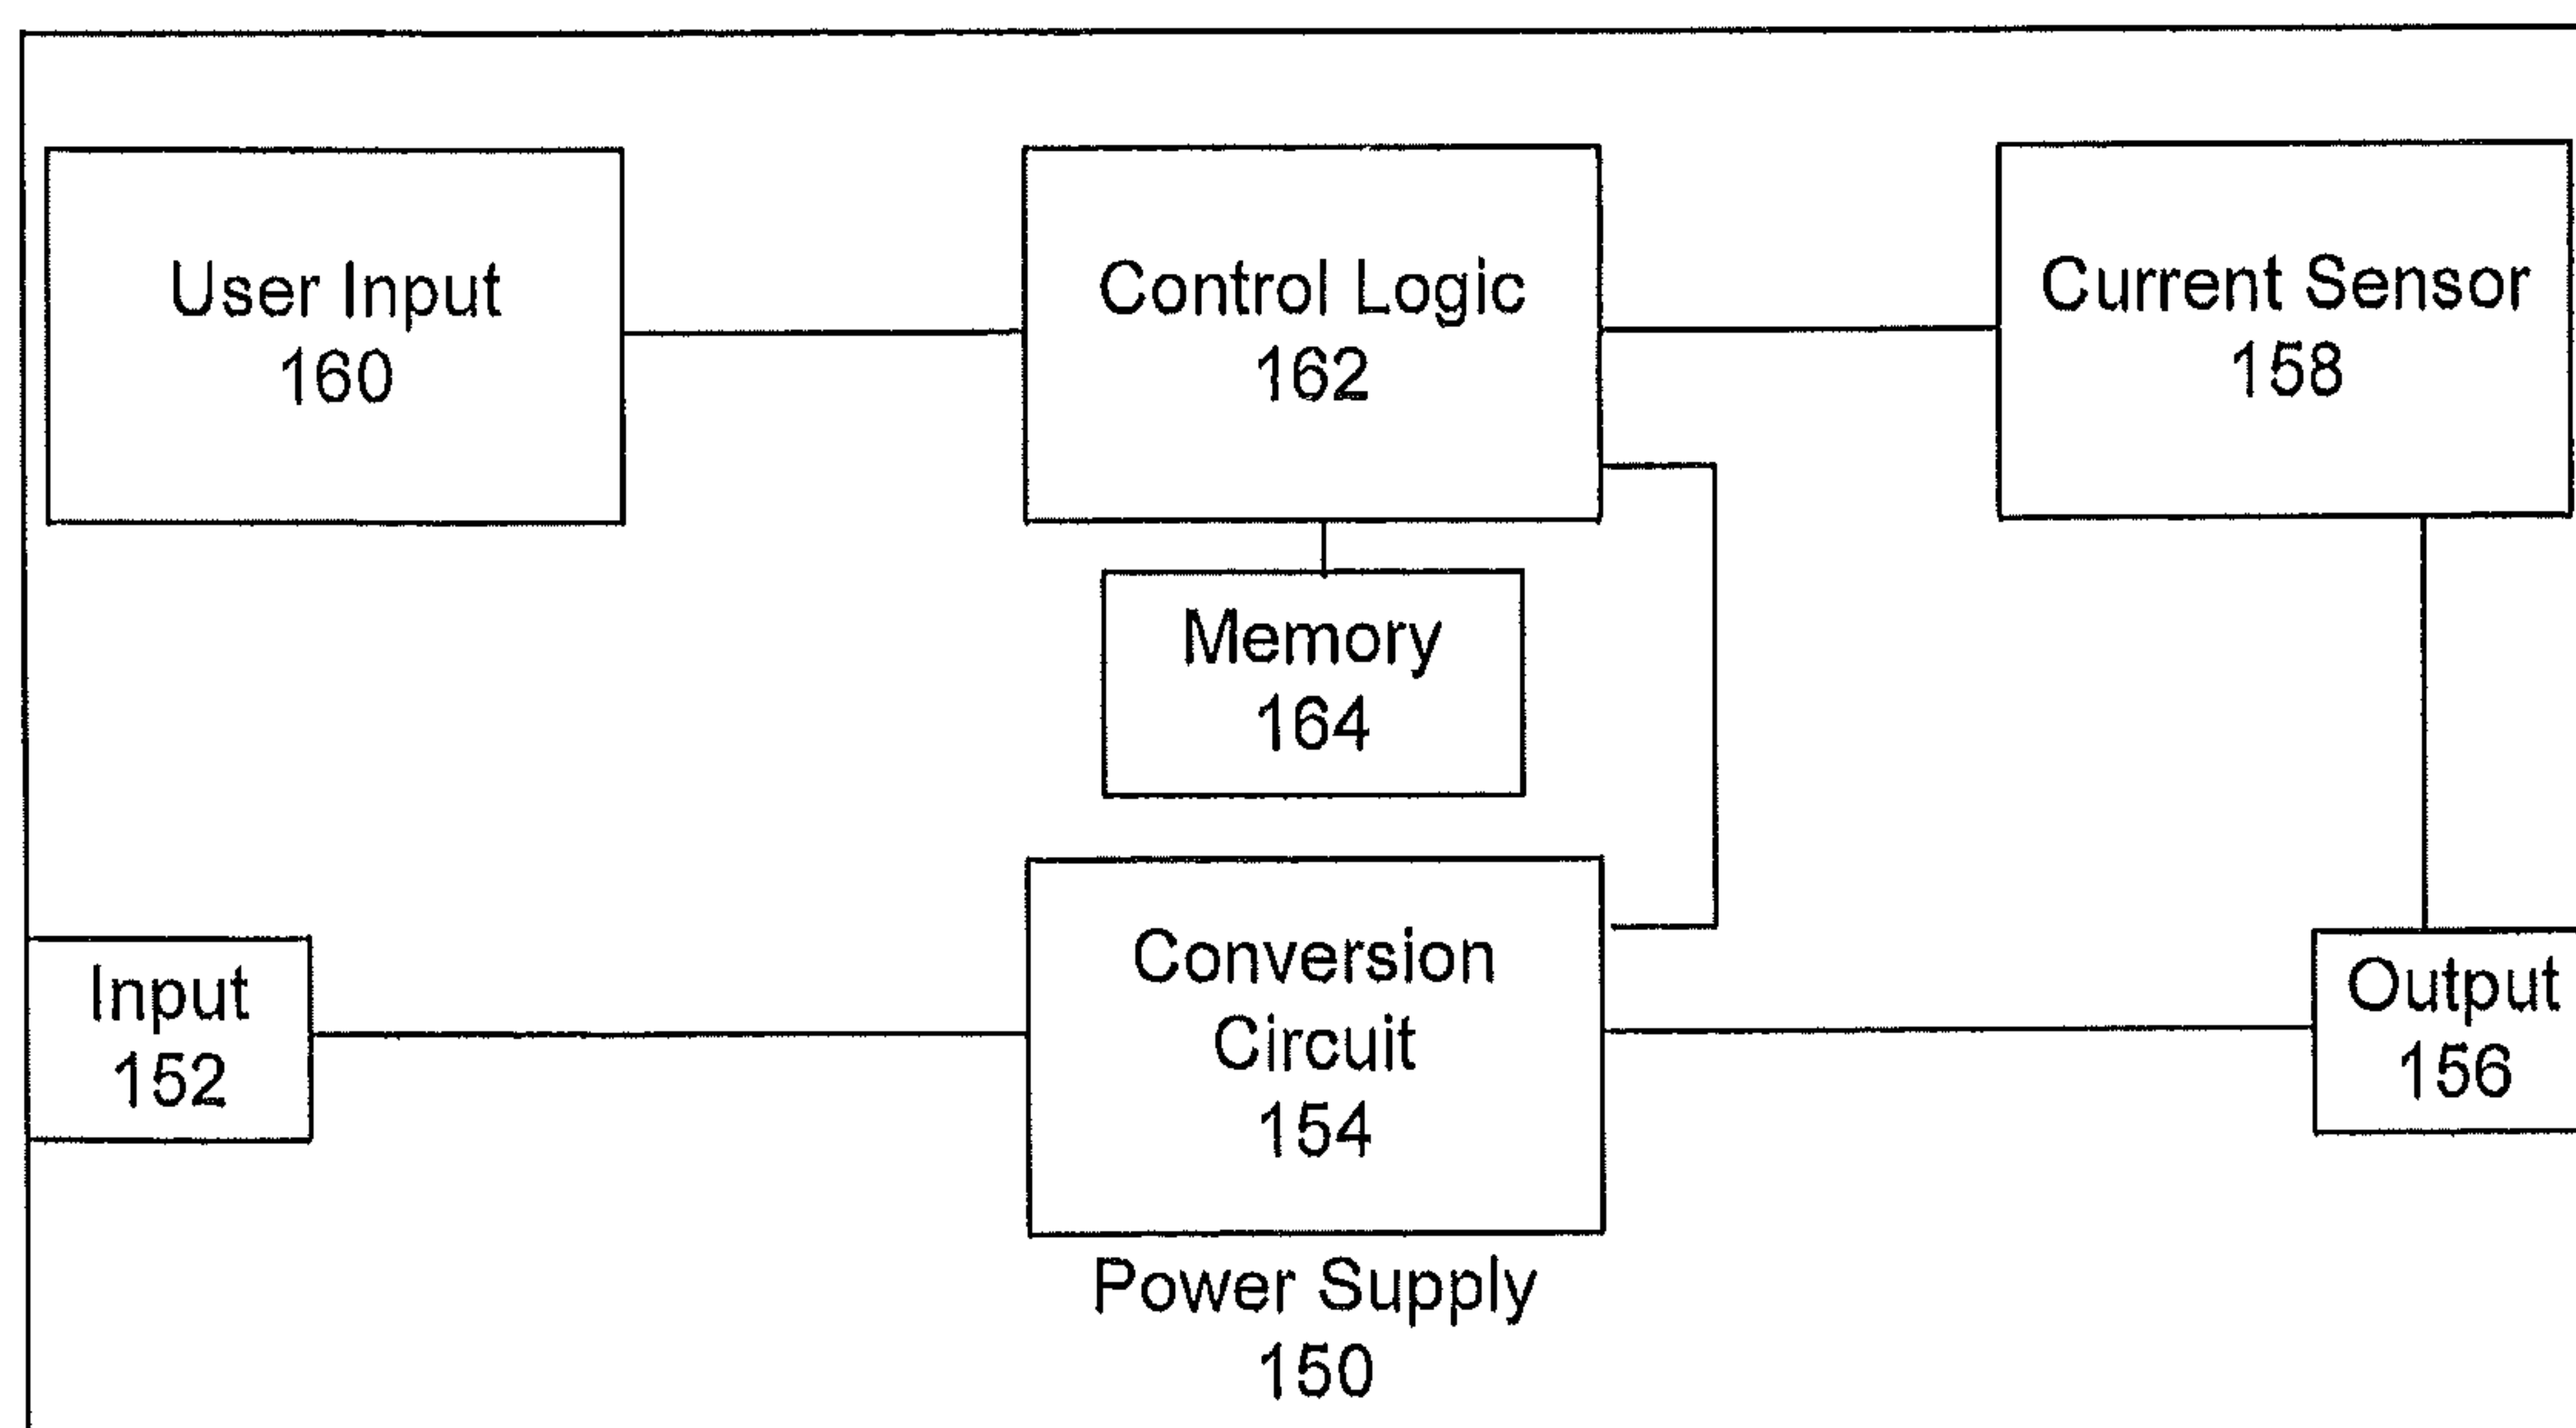 User Input
160
Control Logic
162
Current Sensor
158
Memory
164
Input
152
Conversion
Circuit
154
Output
156
Power Supply
150